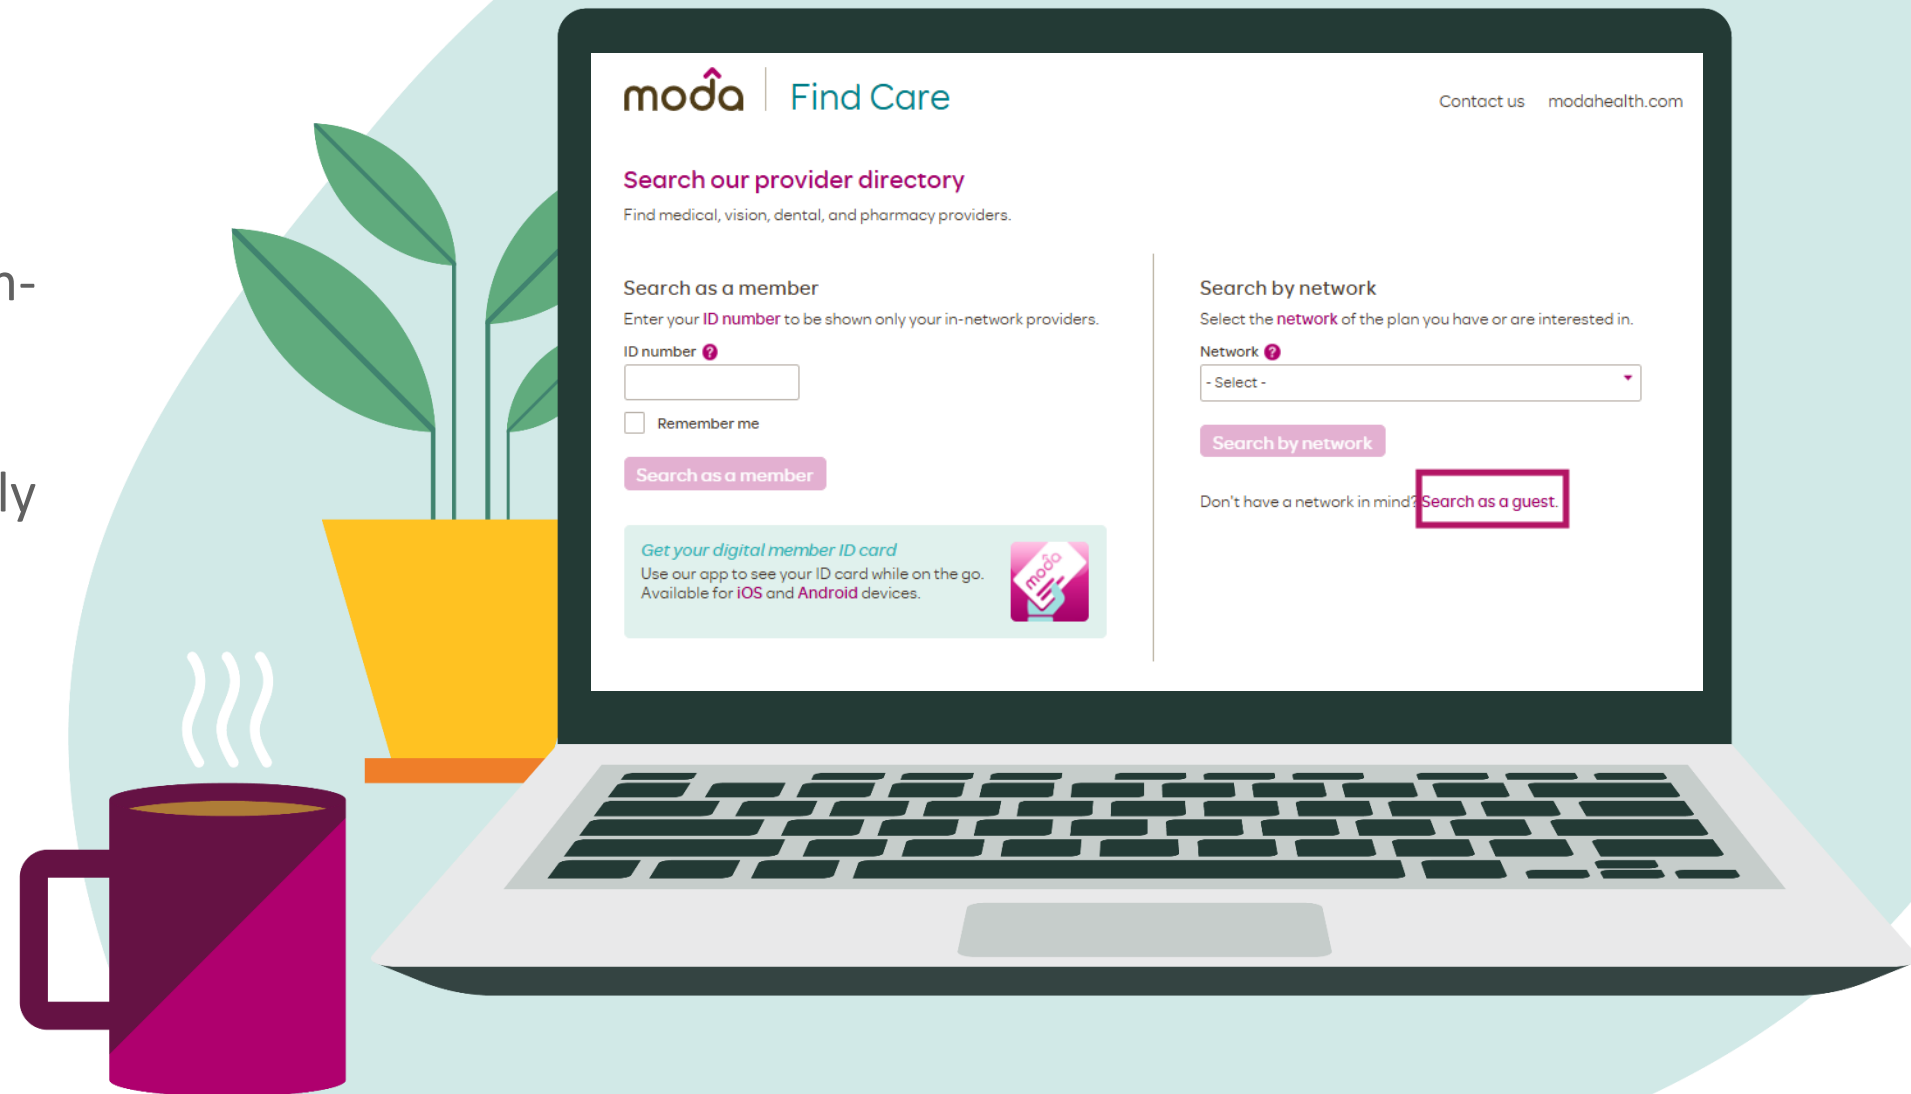 moda
Find Care
Contact us modahealth.com
Search our provider directory
Find medical, vision, dental, and pharmacy providers.
Search as a member
Enter your ID number to be shown only your in-network providers.
ID number ?
Remember me
Search as a member
Get your digital member ID card
Use our app to see your ID card while on the go.
Available for iOS and Android devices.
moda
Search by network
Select the network of the plan you have or are interested in.
Network ?
- Select -
Search by network
Don't have a network in mind? Search as a guest.